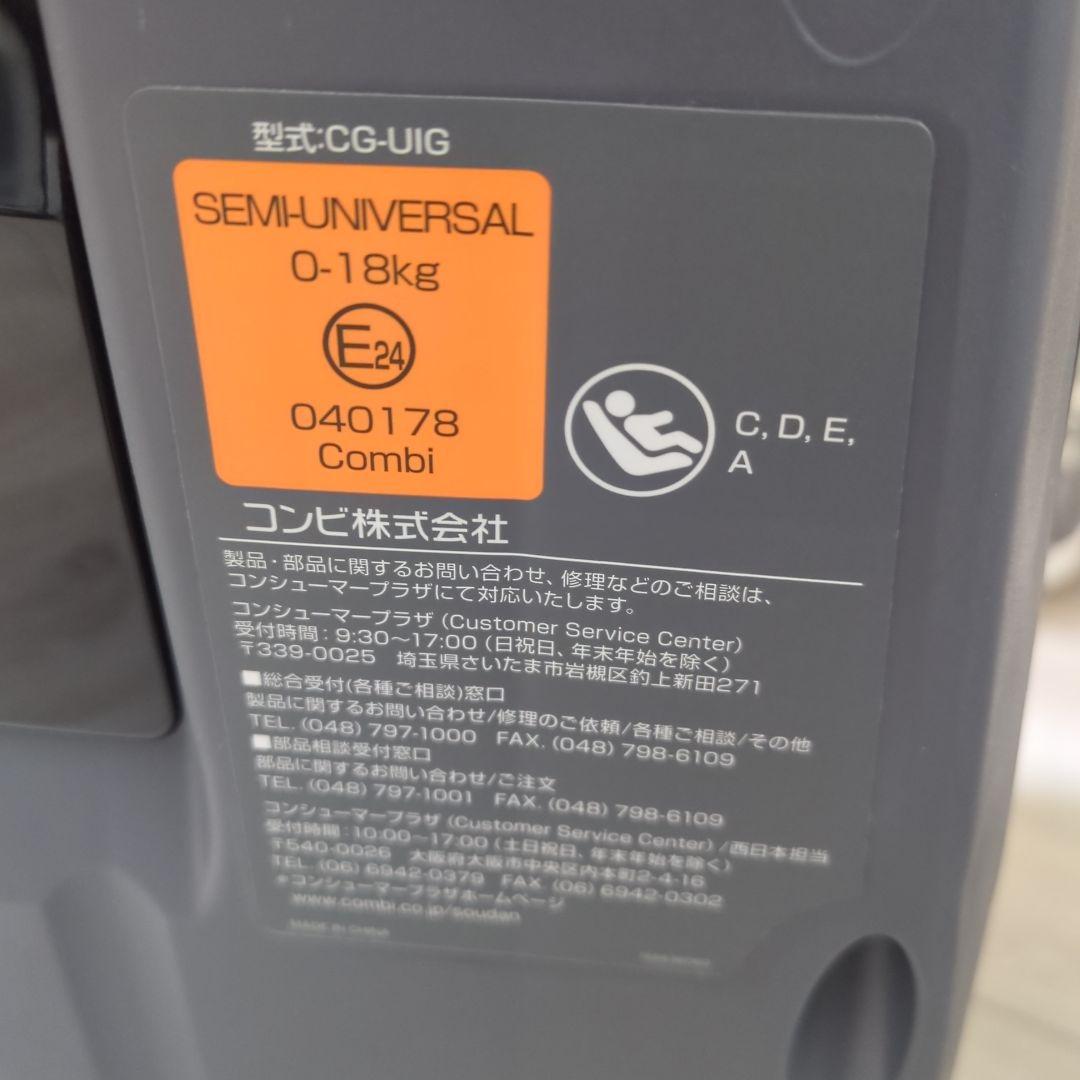 型式:CG-UIG
SEMI-UNIVERSAL
0-18kg
E24
040178
Combi
C, D, E,
A
コンビ株式会社
製品・部品に関するお問い合わせ、修理などのご相談は、
コンシューマープラザにて対応いたします。
コンシューマープラザ (Customer Service Center)
受付時間：9:30～17:00 (日祝日、年末年始を除く)
〒339-0025 埼玉県さいたま市岩槻区釣上新田271
■総合受付(各種ご相談)窓口
製品に関するお問い合わせ/修理のご依頼/各種ご相談/その他
TEL. (048) 797-1000 FAX. (048) 798-6109
■部品相談受付窓口
部品に関するお問い合わせ/ご注文
TEL. (048) 797-1001 FAX. (048) 798-6109
コンシューマープラザ (Customer Service Center) /西日本担当
受付時間：10:00～17:00 (土日祝日、年末年始を除く)
〒540-0026 大阪府大阪市中央区内本町2-4-16
TEL. (06) 6942-0379 FAX. (06) 6942-0302
*コンシューマープラザホームページ
www.combi.co.jp/soudan
MADE IN CHINA